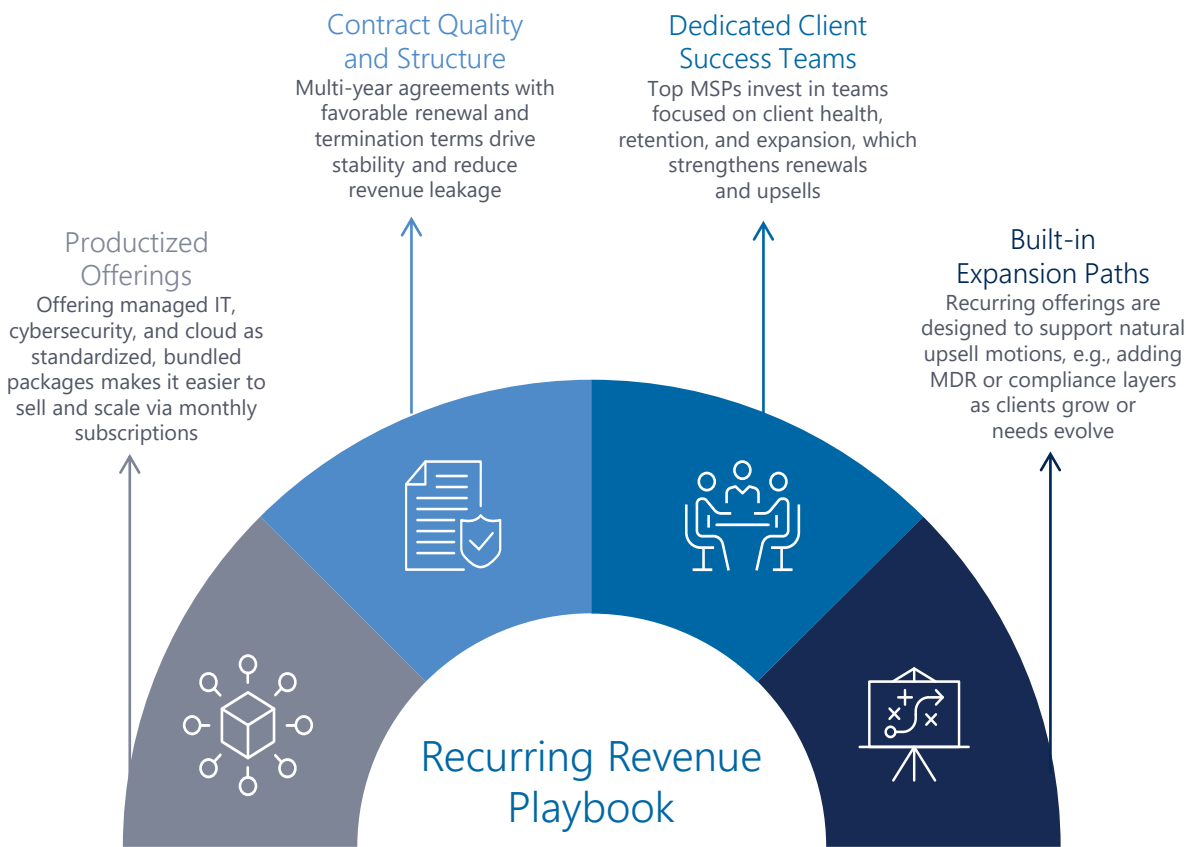 Contract Quality
and Structure
Multi-year agreements with
favorable renewal and
termination terms drive
stability and reduce
revenue leakage
Dedicated Client
Success Teams
Top MSPs invest in teams
focused on client health,
retention, and expansion, which
strengthens renewals
and upsells
Productized
Offerings
Offering managed IT,
cybersecurity, and cloud as
standardized, bundled
packages makes it easier to
sell and scale via monthly
subscriptions
Built-in
Expansion Paths
Recurring offerings are
designed to support natural
upsell motions, e.g., adding
MDR or compliance layers
as clients grow or
needs evolve
Recurring Revenue
Playbook